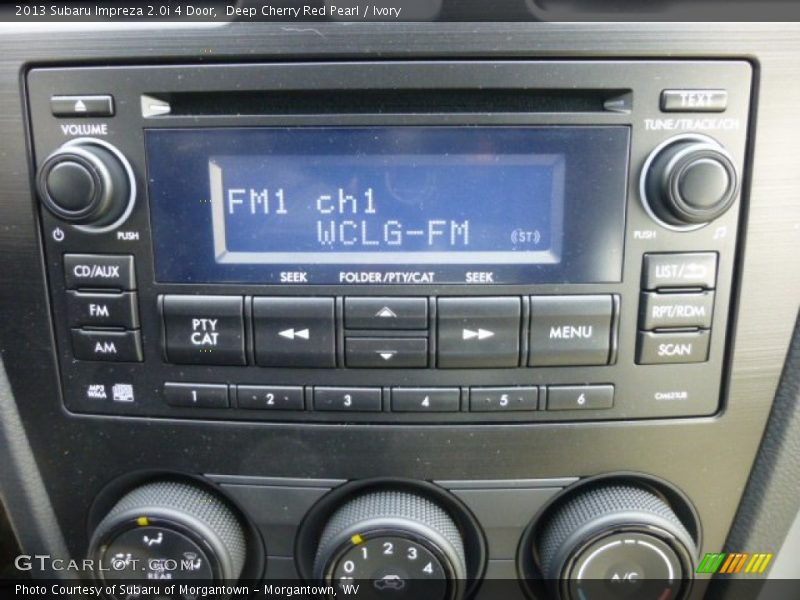 2013 Subaru Impreza 2.0i 4 Door,  Deep Cherry Red Pearl / Ivory
TEXT
VOLUME
TUNE/TRACK/CH
FM1 ch1
WCLG-FM
((ST))
PUSH
PUSH
SEEK
FOLDER/PTY/CAT
SEEK
CD/AUX
LIST/
FM
PTY
CAT
MENU
RPT/RDM
AM
SCAN
MP3
WMA
1
2
3
4
5
6
0
1
2
3
4
REAR
A/C
GTCARLOT.COM
Photo Courtesy of Subaru of Morgantown - Morgantown, WV